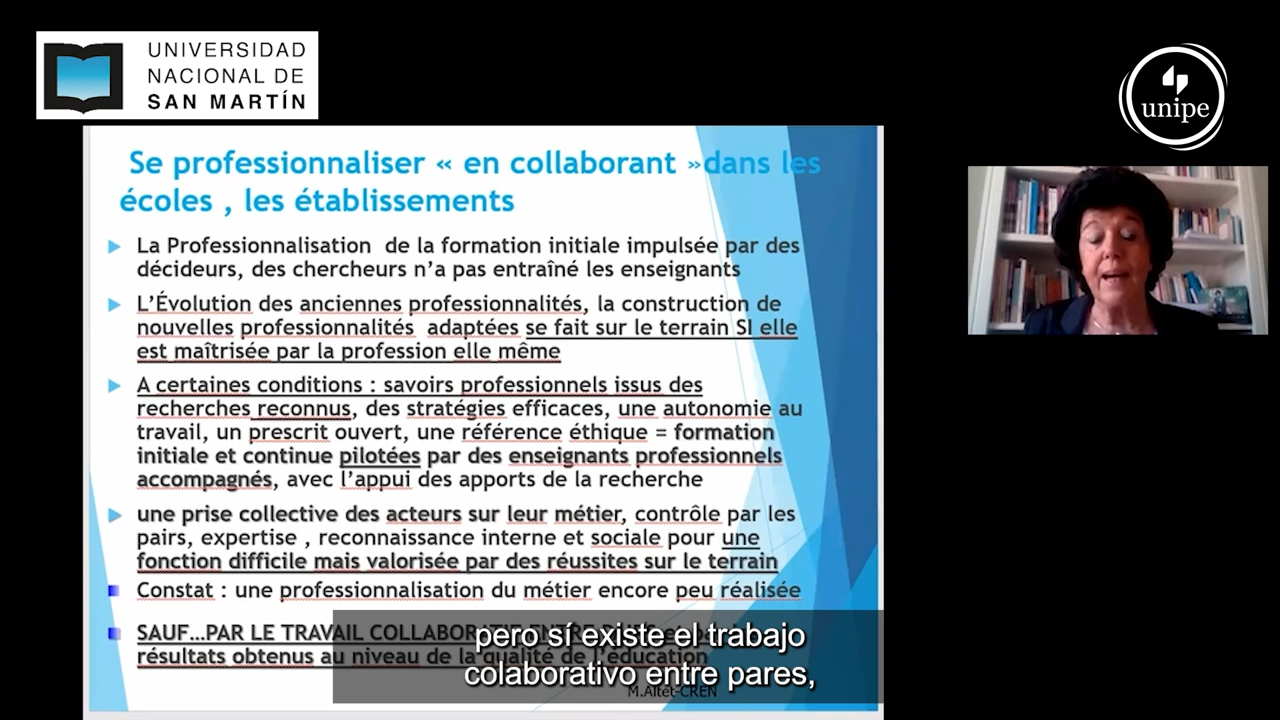 UNIVERSIDAD
NACIONAL DE
SAN MARTÍN
unipe
Se professionnaliser « en collaborant »dans les
écoles , les établissements
La Professionnalisation de la formation initiale impulsée par des
décideurs, des chercheurs n’a pas entraîné les enseignants
L’Évolution des anciennes professionnalités, la construction de
nouvelles professionnalités adaptées se fait sur le terrain SI elle
est maîtrisée par la profession elle même
A certaines conditions : savoirs professionnels issus des
recherches reconnus, des stratégies efficaces, une autonomie au
travail, un prescrit ouvert, une référence éthique = formation
initiale et continue pilotées par des enseignants professionnels
accompagnés, avec l’appui des apports de la recherche
une prise collective des acteurs sur leur métier, contrôle par les
pairs, expertise , reconnaissance interne et sociale pour une
fonction difficile mais valorisée par des réussites sur le terrain
Constat : une professionnalisation du métier encore peu réalisée
SAUF…PAR LE TRAVAIL COLLABORATIF ENTRE
résultats obtenus au niveau de la qualité de l’éducation
pero sí existe el trabajo
colaborativo entre pares,
M.Altet-CREN